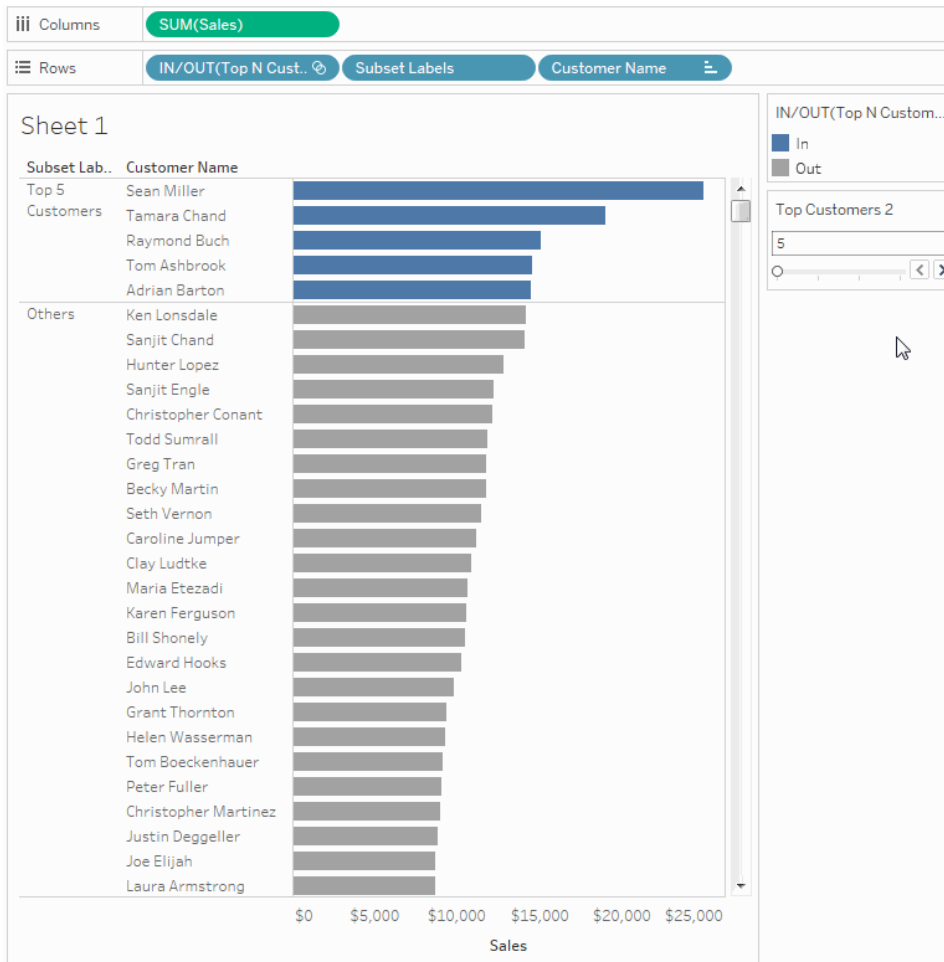 Columns SUM(Sales)
Rows IN/OUT(Top N Cust.. Subset Labels Customer Name
Sheet 1
Subset Lab.. Customer Name
Top 5
Customers
Sean Miller
Tamara Chand
Raymond Buch
Tom Ashbrook
Adrian Barton
Others
Ken Lonsdale
Sanjit Chand
Hunter Lopez
Sanjit Engle
Christopher Conant
Todd Sumrall
Greg Tran
Becky Martin
Seth Vernon
Caroline Jumper
Clay Ludtke
Maria Etezadi
Karen Ferguson
Bill Shonely
Edward Hooks
John Lee
Grant Thornton
Helen Wasserman
Tom Boeckenhauer
Peter Fuller
Christopher Martinez
Justin Deggeller
Joe Elijah
Laura Armstrong
$0 $5,000 $10,000 $15,000 $20,000 $25,000
Sales
IN/OUT(Top N Custom...
In
Out
Top Customers 2
5